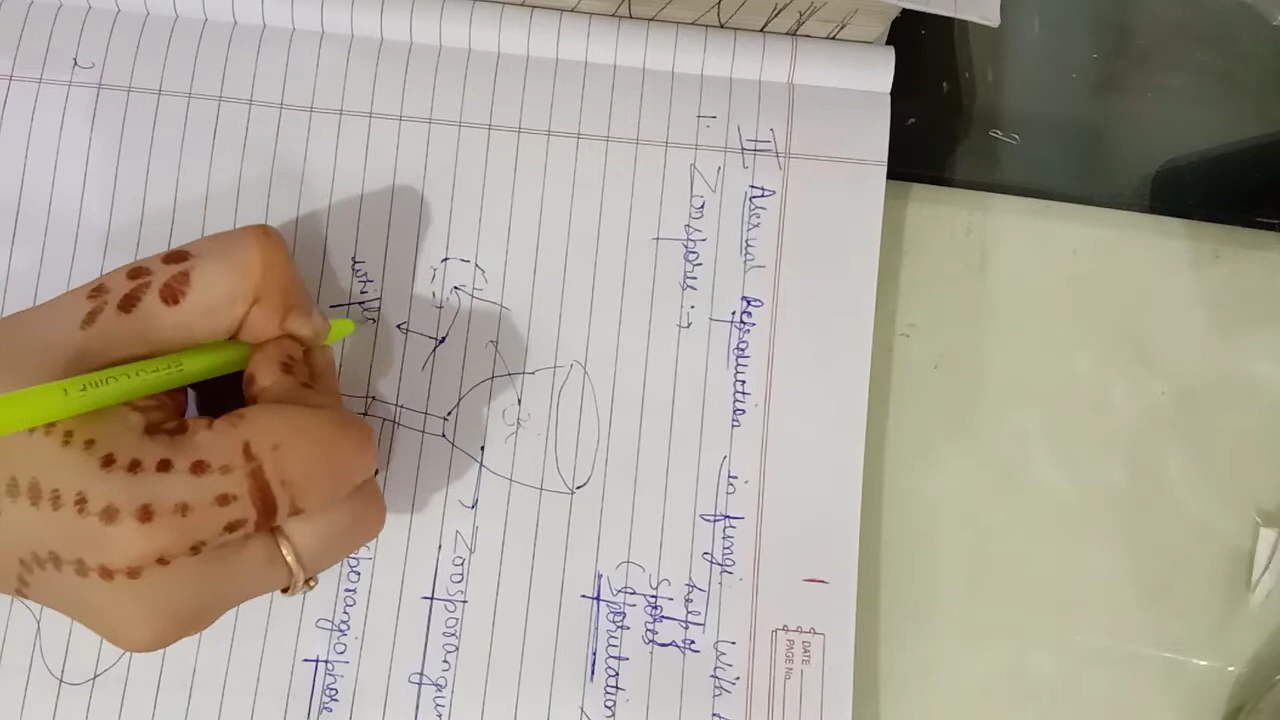 DATE
PAGE No.
II Asexual Reproduction in fungi. With
help of
spores
(Sporulation
1. Zoospores :→
→ Zoosporangium
sporangiophore